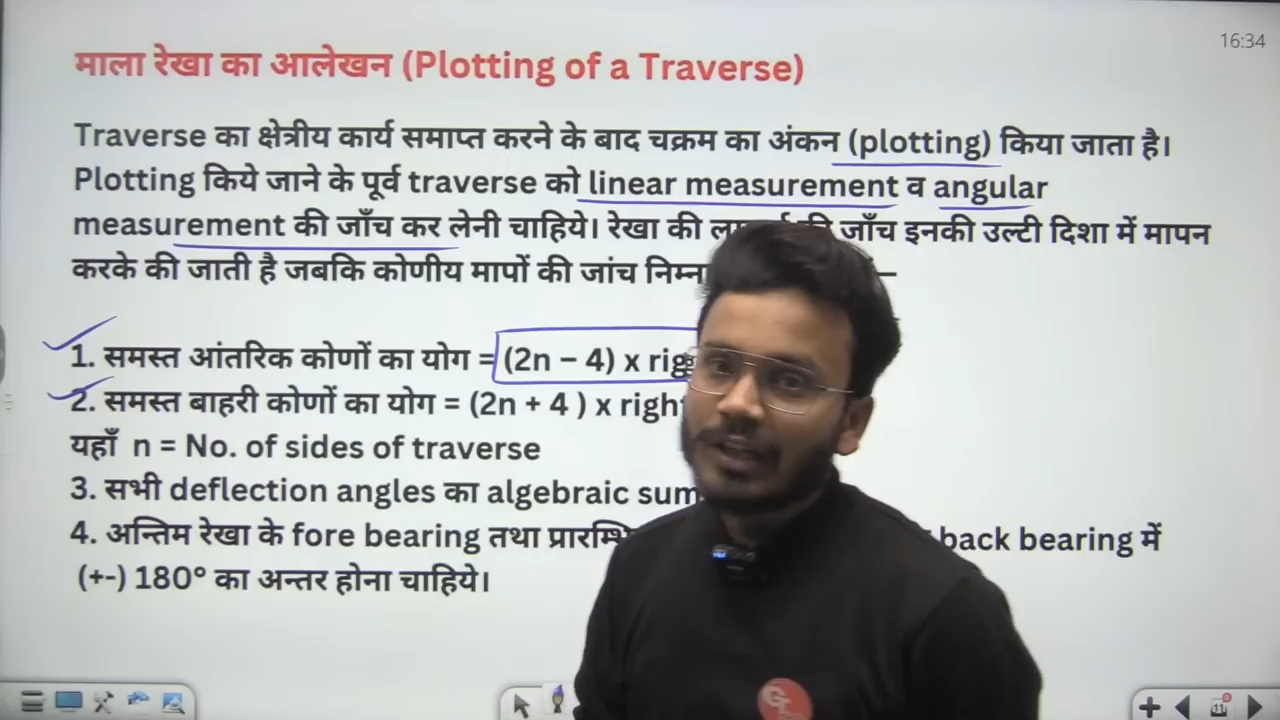 16:34
माला रेखा का आलेखन (Plotting of a Traverse)
Traverse का क्षेत्रीय कार्य समाप्त करने के बाद चक्रम का अंकन (plotting) किया जाता है।
Plotting किये जाने के पूर्व traverse को linear measurement व angular
measurement की जाँच कर लेनी चाहिये। रेखा की की जाँच इनकी उल्टी दिशा में मापन
करके की जाती है जबकि कोणीय मापों की जांच
1. समस्त आंतरिक कोणों का योग = (2n – 4) x
2. समस्त बाहरी कोणों का योग = (2n + 4 ) x
यहाँ n = No. of sides of traverse
3. सभी deflection angles का algebraic sum
4. अन्तिम रेखा के fore bearing तथा back bearing में
(+-) 180° का अन्तर होना चाहिये।
11